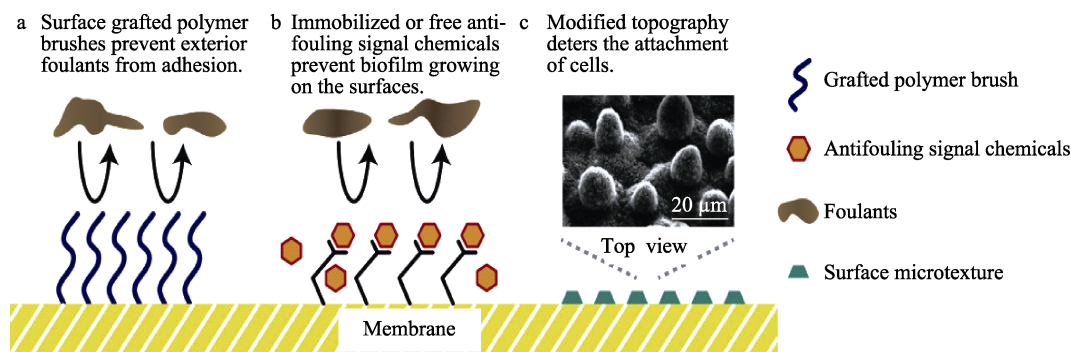 a Surface grafted polymer
brushes prevent exterior
foulants from adhesion.
b Immobilized or free anti-
fouling signal chemicals
prevent biofilm growing
on the surfaces.
c Modified topography
deters the attachment
of cells.
20 μm
Top view
Membrane
Grafted polymer brush
Antifouling signal chemicals
Foulants
Surface microtexture